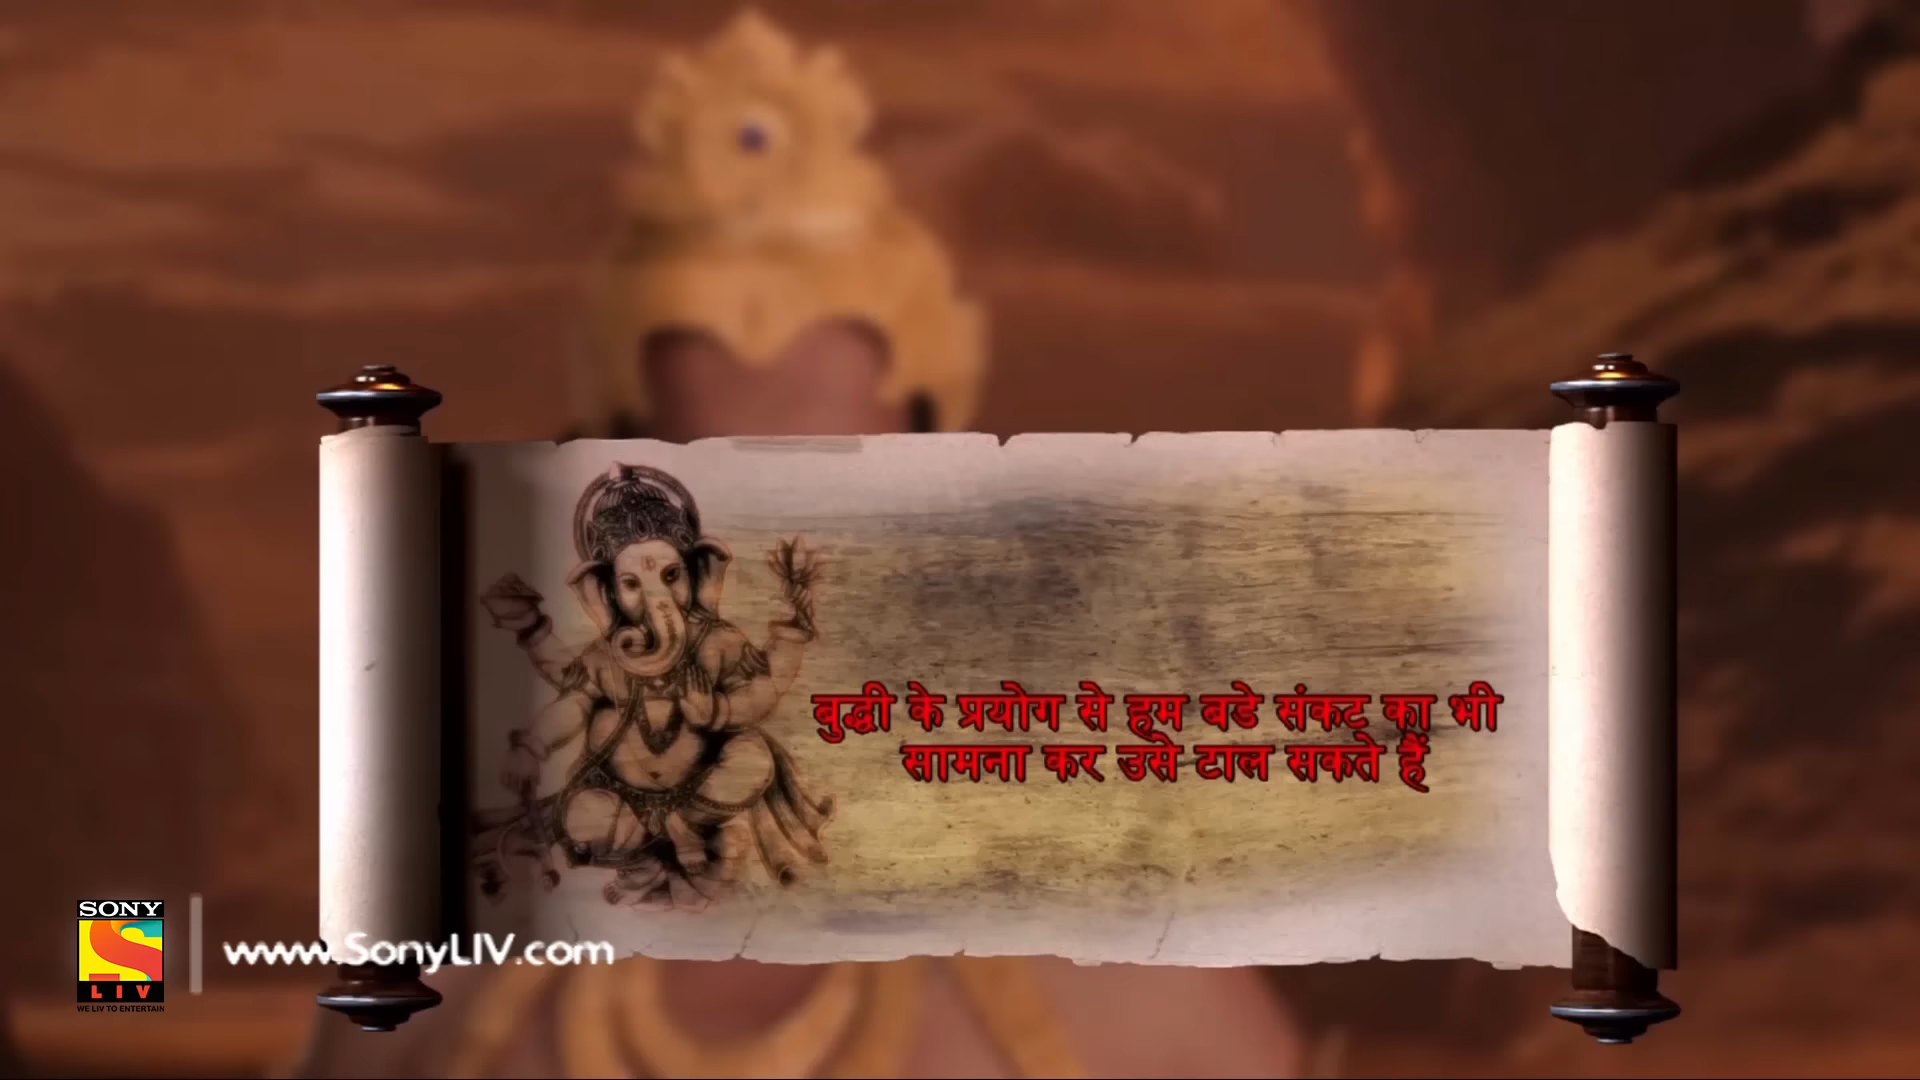 बुद्धी के प्रयोग से हम बडे संकट का भी
सामना कर उसे टाल सकते हैं
SONY
LIV
WE LIV TO ENTERTAIN
www.SonyLIV.com